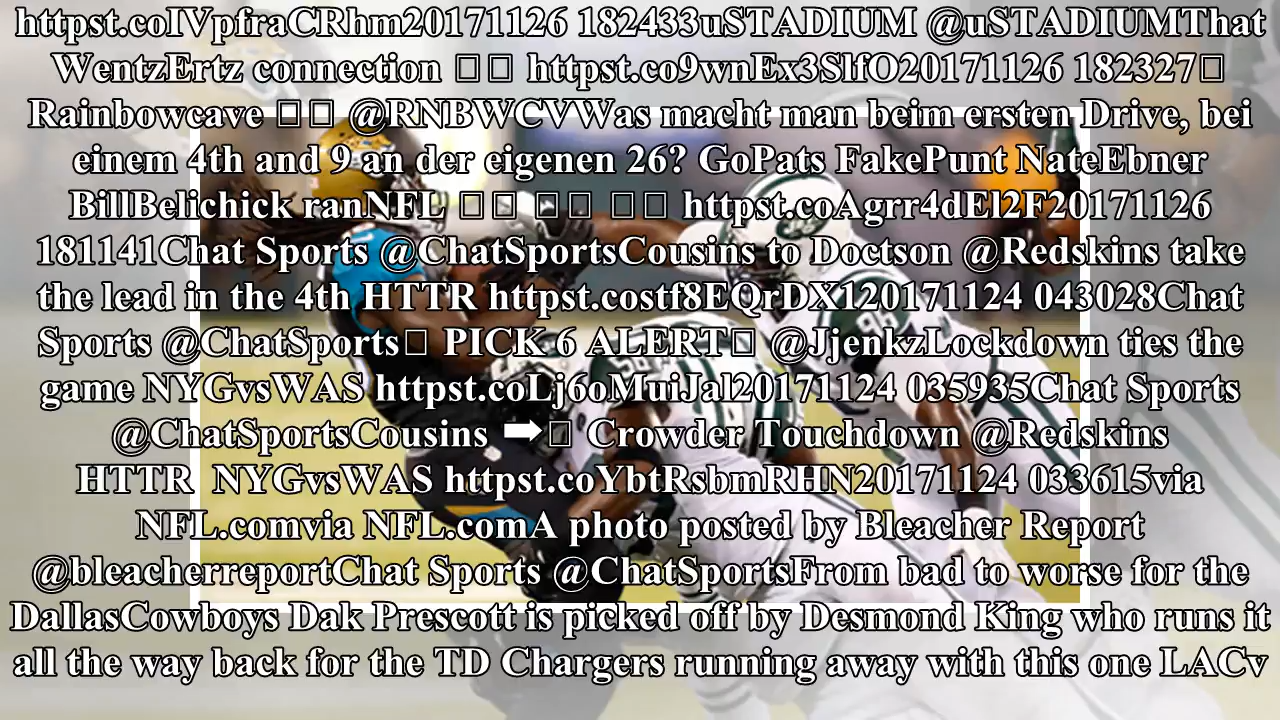 httpst.coIVpfraCRhm20171126 182433uSTADIUM @uSTADIUMThat
WentzErtz connection □□ httpst.co9wnEx3SlfO20171126 182327□
Rainbowcave □□ @RNBWCVWas macht man beim ersten Drive, bei
einem 4th and 9 an der eigenen 26? GoPats FakePunt NateEbner
BillBelichick ranNFL □□ □□ □□ httpst.coAgrr4dEl2F20171126
181141Chat Sports @ChatSportsCousins to Doctson @Redskins take
the lead in the 4th HTTR httpst.costf8EQrDX120171124 043028Chat
Sports @ChatSports□ PICK 6 ALERT□ @JjenkzLockdown ties the
game NYGvsWAS httpst.coLj6oMuiJal20171124 035935Chat Sports
@ChatSportsCousins ➡□ Crowder Touchdown @Redskins
HTTR NYGvsWAS httpst.coYbtRsbmRHN20171124 033615via
NFL.comvia NFL.comA photo posted by Bleacher Report
@bleacherreportChat Sports @ChatSportsFrom bad to worse for the
DallasCowboys Dak Prescott is picked off by Desmond King who runs it
all the way back for the TD Chargers running away with this one LACv